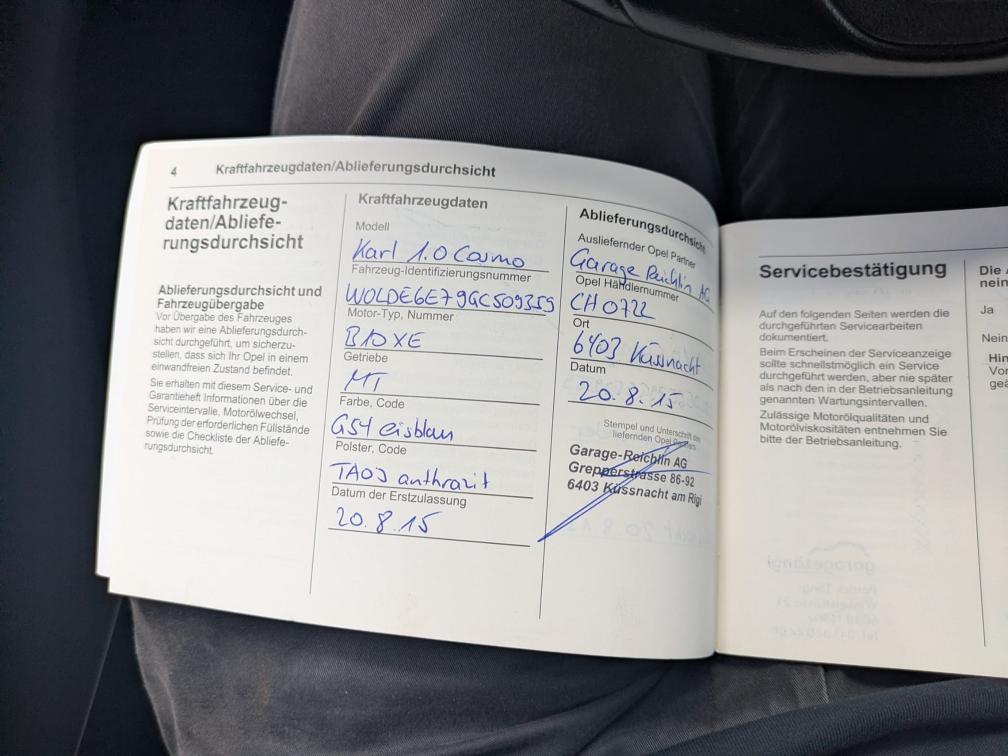 4 Kraftfahrzeugdaten/Ablieferungsdurchsicht
Kraftfahrzeug-
daten/Abliefe-
rungsdurchsicht
Ablieferungsdurchsicht und
Fahrzeugübergabe
Vor Übergabe des Fahrzeuges
haben wir eine Ablieferungsdurch-
sicht durchgeführt, um sicherzu-
stellen, dass sich Ihr Opel in einem
einwandfreien Zustand befindet.
Sie erhalten mit diesem Service- und
Garantieheft Informationen über die
Serviceintervalle, Motorölwechsel,
Prüfung der erforderlichen Füllstände
sowie die Checkliste der Abliefe-
rungsdurchsicht.
Kraftfahrzeugdaten
Modell
Karl 1.0 Cosmo
Fahrzeug-Identifizierungsnummer
WOLDE6E79GC509359
Motor-Typ, Nummer
B10XE
Getriebe
MT
Farbe, Code
G54 eisblau
Polster, Code
TA0J anthrazit
Datum der Erstzulassung
20.8.15
Ablieferungsdurchsicht
Ausliefernder Opel Partner
Garage Reichlin AG
Opel Händlernummer
CH0722
Ort
6403 Küssnacht
Datum
20.8.15
Stempel und Unterschrift des
liefernden Opel
Garage-Reichlin AG
Grepperstrasse 86-92
6403 Küssnacht am Rigi
Servicebestätigung
Auf den folgenden Seiten werden die
durchgeführten Servicearbeiten
dokumentiert.
Beim Erscheinen der Serviceanzeige
sollte schnellstmöglich ein Service
durchgeführt werden, aber nie später
als nach den in der Betriebsanleitung
genannten Wartungsintervallen.
Zulässige Motorölqualitäten und
Motorölviskositäten entnehmen Sie
bitte der Betriebsanleitung.
Die
nein
Ja
Nein
Hin
Vor
geä